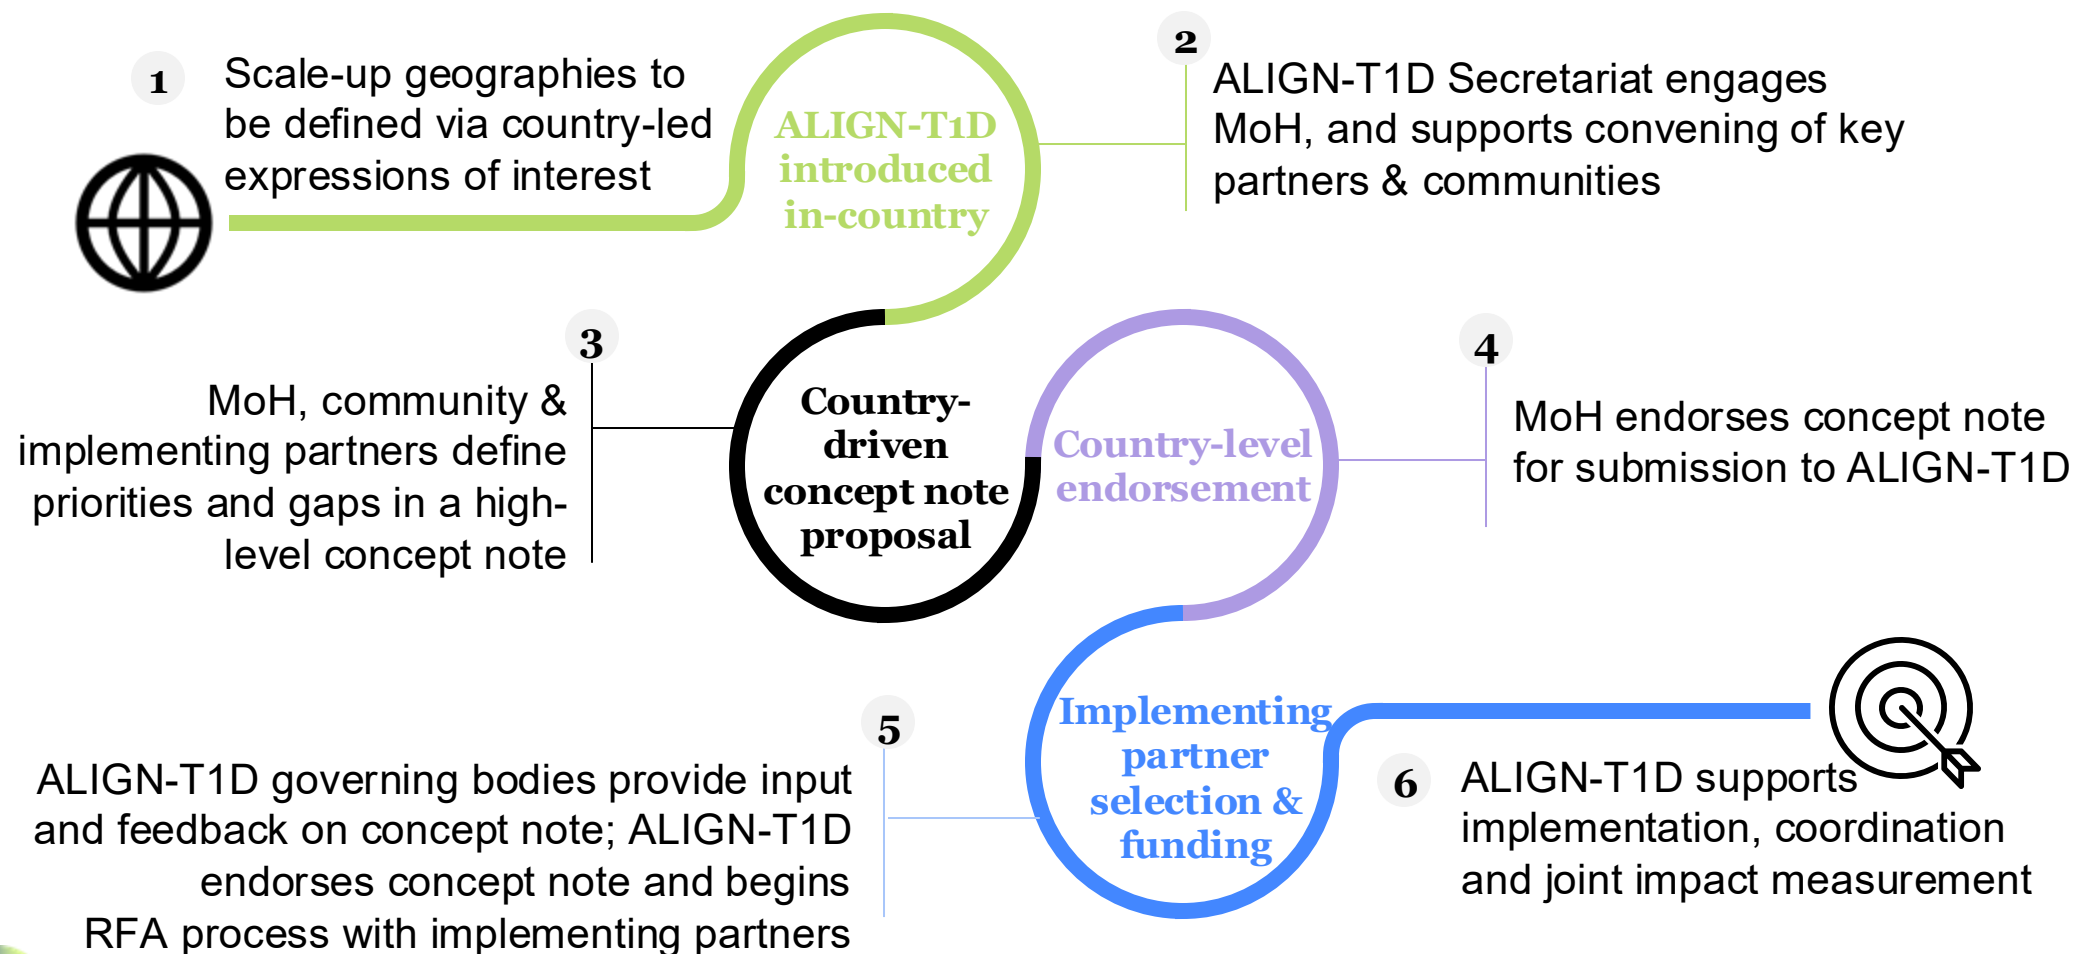 1
Scale-up geographies to
be defined via country-led
expressions of interest
ALIGN-T1D
introduced
in-country
2
ALIGN-T1D Secretariat engages
MoH, and supports convening of key
partners & communities
3
MoH, community &
implementing partners define
priorities and gaps in a high-
level concept note
Country-
driven
concept note
proposal
Country-level
endorsement
4
MoH endorses concept note
for submission to ALIGN-T1D
5
ALIGN-T1D governing bodies provide input
and feedback on concept note; ALIGN-T1D
endorses concept note and begins
RFA process with implementing partners
Implementing
partner
selection &
funding
6
ALIGN-T1D supports
implementation, coordination
and joint impact measurement